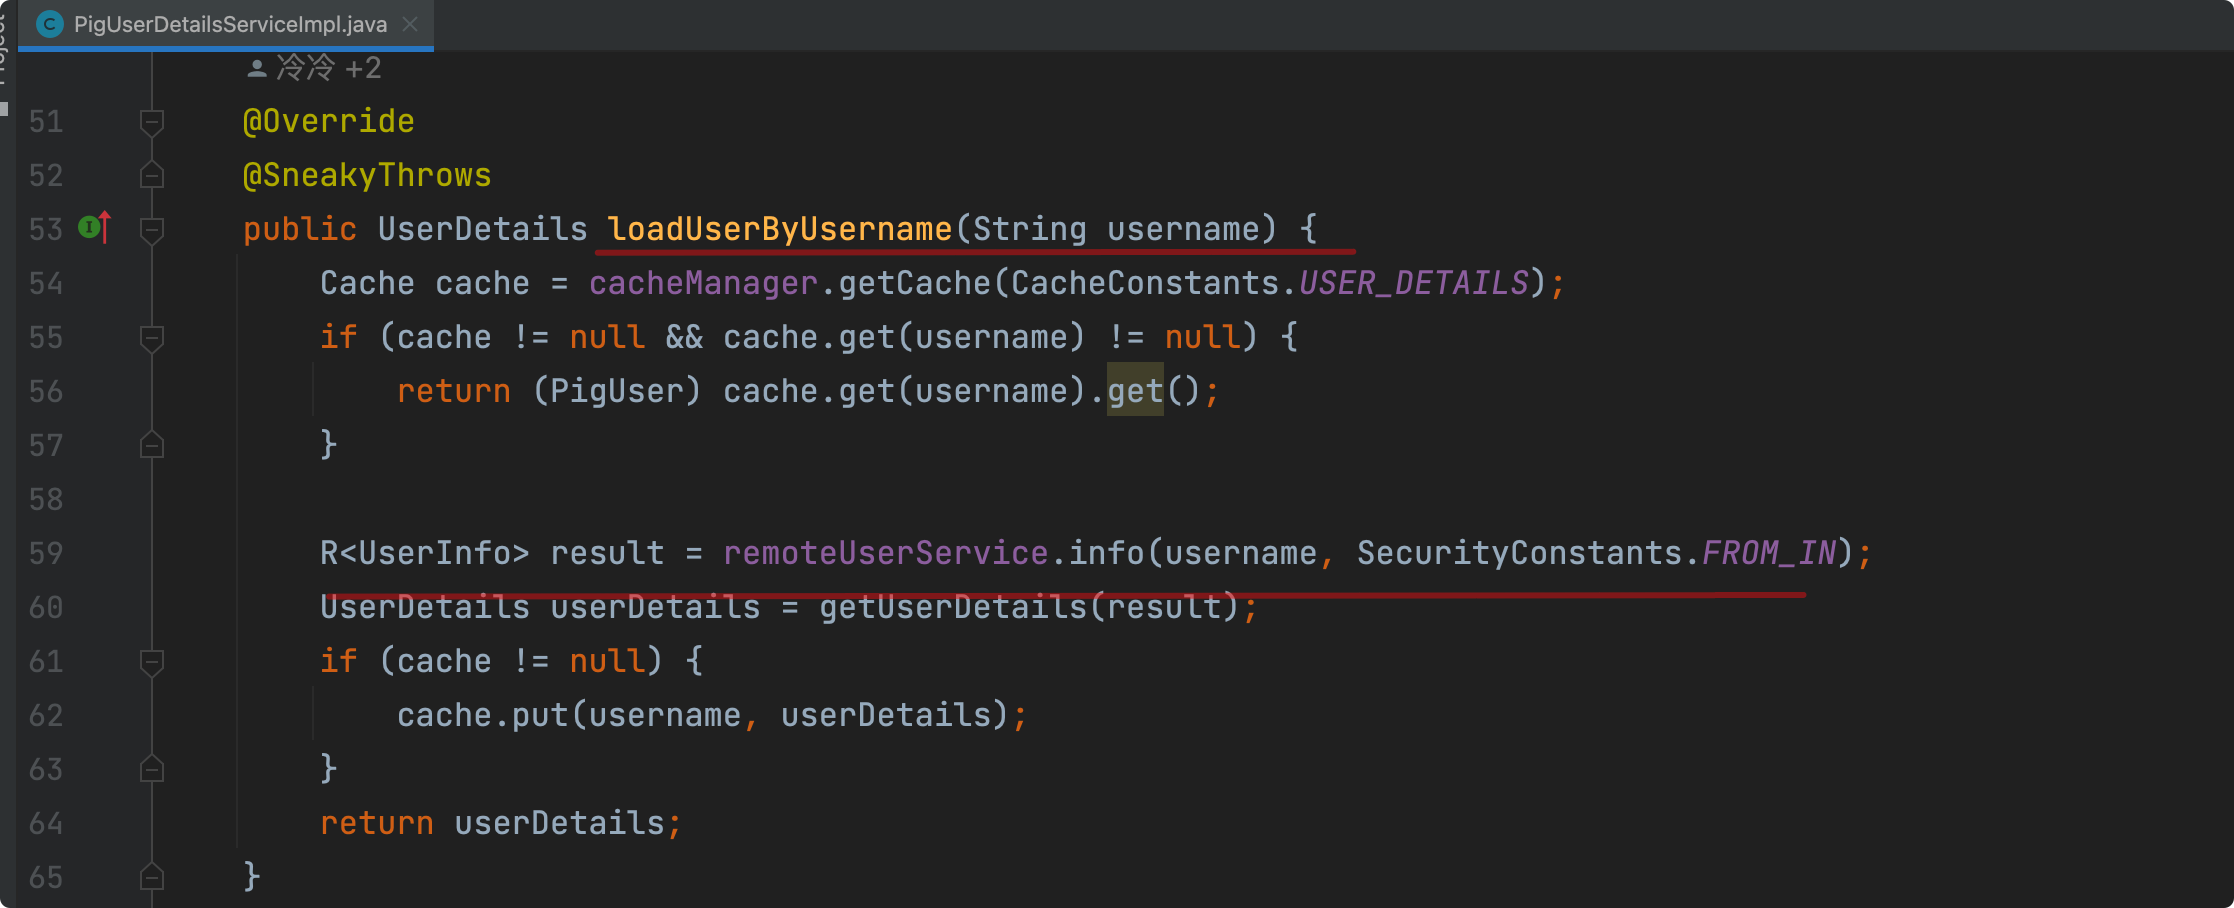 PigUserDetailsServiceImpl.java
Project
冷冷 +2
51 @Override
52 @SneakyThrows
53 public UserDetails loadUserByUsername(String username) {
54 Cache cache = cacheManager.getCache(CacheConstants.USER_DETAILS);
55 if (cache != null && cache.get(username) != null) {
56 return (PigUser) cache.get(username).get();
57 }
58
59 R<UserInfo> result = remoteUserService.info(username, SecurityConstants.FROM_IN);
60 UserDetails userDetails = getUserDetails(result);
61 if (cache != null) {
62 cache.put(username, userDetails);
63 }
64 return userDetails;
65 }